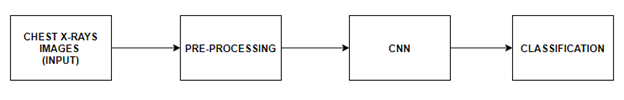 CHEST X-RAYS
IMAGES
(INPUT)
PRE-PROCESSING
CNN
CLASSIFICATION